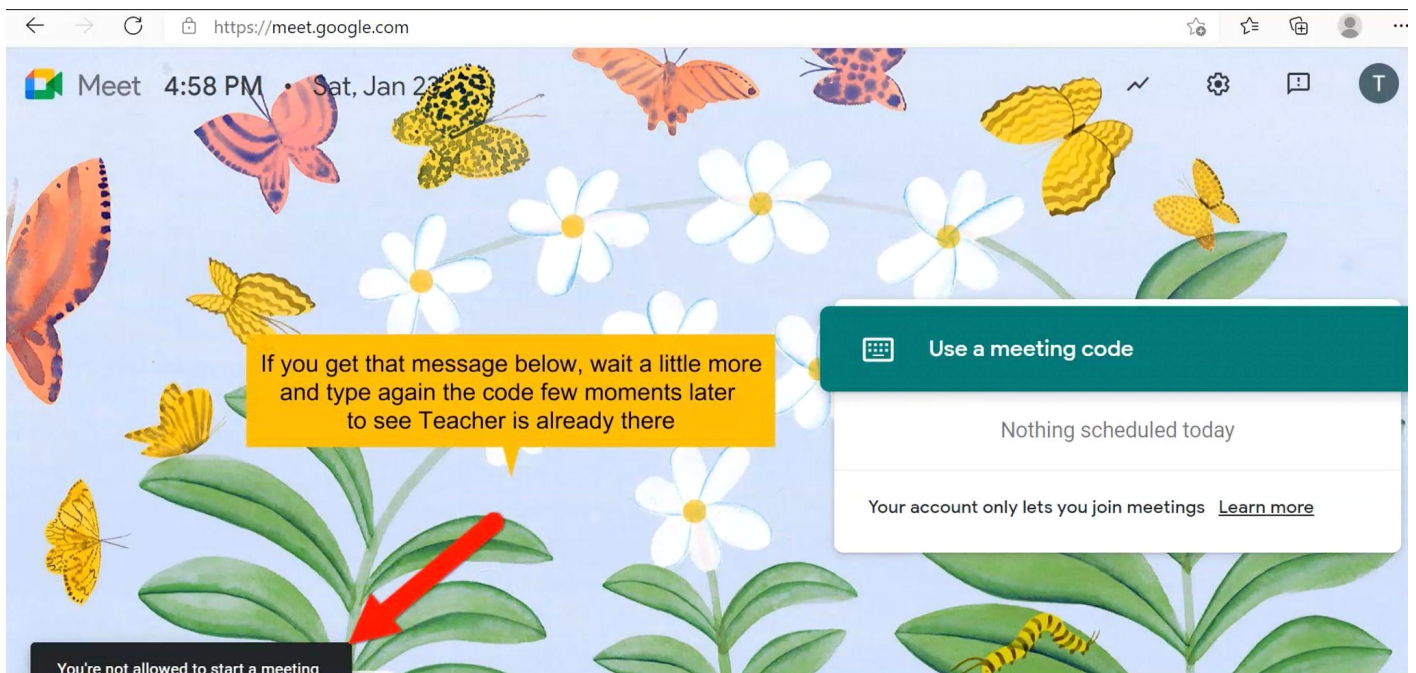 https://meet.google.com
Meet 4:58 PM • Sat, Jan 23
T
Use a meeting code
If you get that message below, wait a little more
and type again the code few moments later
to see Teacher is already there
Nothing scheduled today
Your account only lets you join meetings Learn more
You're not allowed to start a meeting